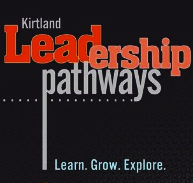 Kirtland
Leadership
pathways
Learn. Grow. Explore.